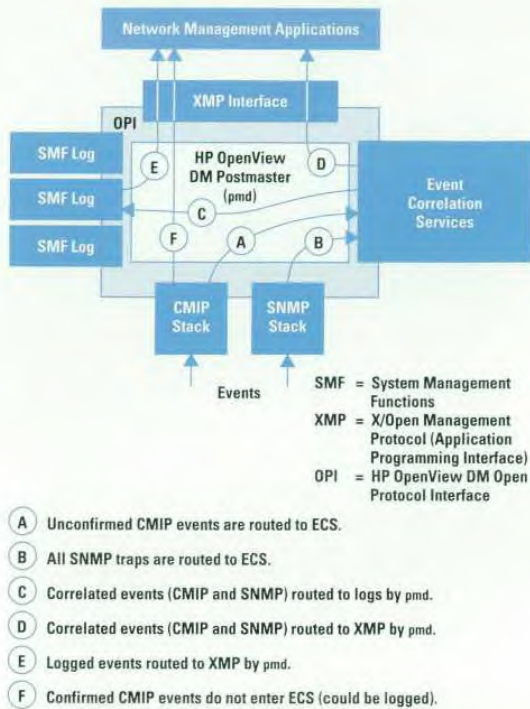 Network Management Applications
XMP Interface
OPI
SMF Log
SMF Log
SMF Log
HP OpenView
DM Postmaster
(pmd)
E
D
C
F
A
B
Event
Correlation
Services
CMIP
Stack
SNMP
Stack
Events
SMF = System Management
Functions
XMP = X/Open Management
Protocol (Application
Programming Interface)
OPI = HP OpenView DM Open
Protocol Interface
A Unconfirmed CMIP events are routed to ECS.
B All SNMP traps are routed to ECS.
C Correlated events (CMIP and SNMP) routed to logs by pmd.
D Correlated events (CMIP and SNMP) routed to XMP by pmd.
E Logged events routed to XMP by pmd.
F Confirmed CMIP events do not enter ECS (could be logged).